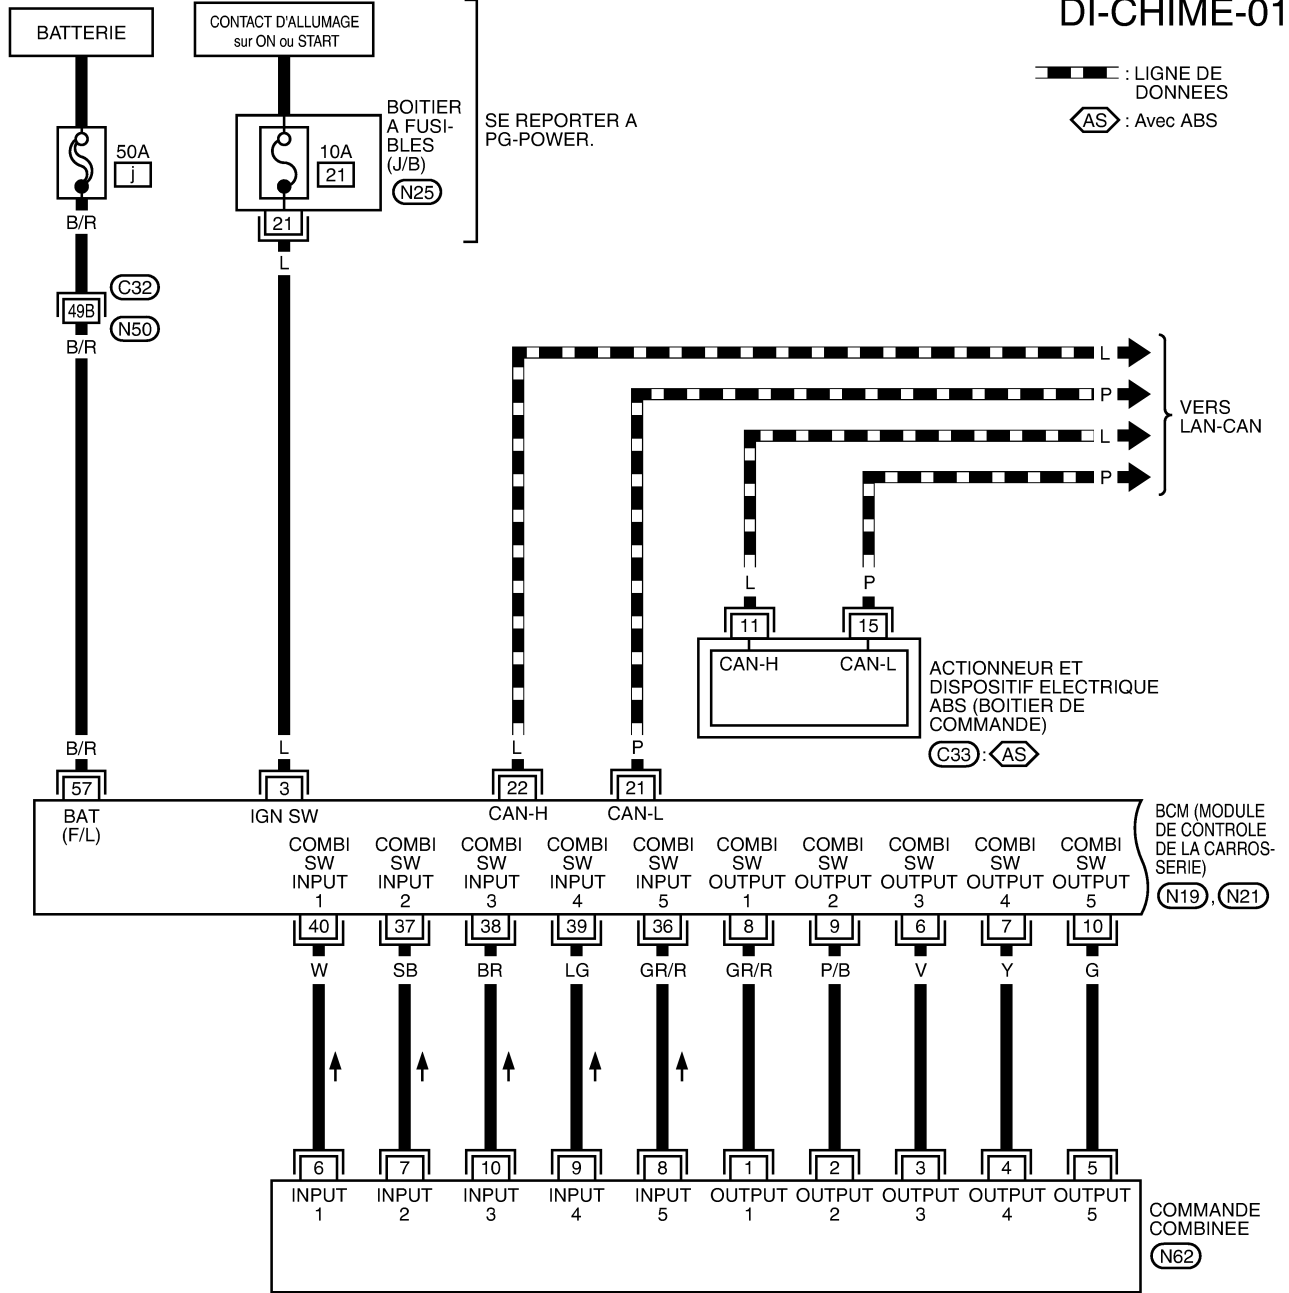 DI-CHIME-01
BATTERIE
CONTACT D'ALLUMAGE
sur ON ou START
: LIGNE DE
DONNEES
AS : Avec ABS
50A
j
10A
21
BOITIER
A FUSI-
BLES
(J/B)
N25
SE REPORTER A
PG-POWER.
21
B/R
L
C32
49B
N50
B/R
L
P
L
P
VERS
LAN-CAN
L
P
11
15
CAN-H
CAN-L
ACTIONNEUR ET
DISPOSITIF ELECTRIQUE
ABS (BOITIER DE
COMMANDE)
C33 : AS
B/R
L
L
P
57
3
22
21
BAT
(F/L)
IGN SW
CAN-H
CAN-L
BCM (MODULE
DE CONTROLE
DE LA CARROS-
SERIE)
N19 , N21
COMBI COMBI COMBI COMBI COMBI COMBI COMBI COMBI COMBI COMBI
SW SW SW SW SW SW SW SW SW SW
INPUT INPUT INPUT INPUT INPUT OUTPUT OUTPUT OUTPUT OUTPUT OUTPUT
1 2 3 4 5 1 2 3 4 5
40 37 38 39 36 8 9 6 7 10
W SB BR LG GR/R GR/R P/B V Y G
6 7 10 9 8 1 2 3 4 5
INPUT INPUT INPUT INPUT INPUT OUTPUT OUTPUT OUTPUT OUTPUT OUTPUT
1 2 3 4 5 1 2 3 4 5
COMMANDE
COMBINEE
N62